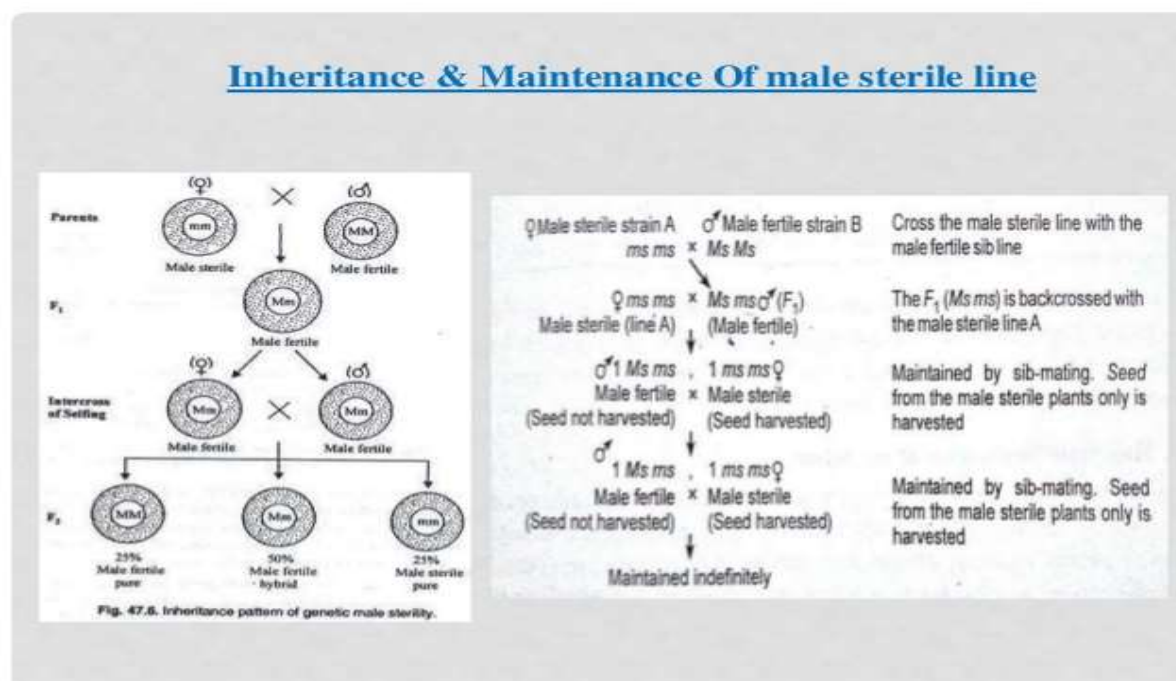 Inheritance & Maintenance Of male sterile line
(♀)
(♂)
Parents
mm
MM
Male sterile
Male fertile
F₁
Mm
Male fertile
(♀)
(♂)
Intercross
of Selfing
Mm
Mm
Male fertile
Male fertile
F₂
MM
Mm
mm
25%
Male fertile
pure
50%
Male fertile
hybrid
25%
Male sterile
pure
Fig. 47.6. Inheritance pattern of genetic male sterility.
♀Male sterile strain A ♂Male fertile strain B
ms ms × Ms Ms
♀ms ms × Ms ms♂(F₁)
Male sterile (line A) (Male fertile)
♂1 Ms ms , 1 ms ms♀
Male fertile × Male sterile
(Seed not harvested) (Seed harvested)
♂
1 Ms ms , 1 ms ms♀
Male fertile × Male sterile
(Seed not harvested) (Seed harvested)
Maintained indefinitely
Cross the male sterile line with the
male fertile sib line
The F₁ (Ms ms) is backcrossed with
the male sterile line A
Maintained by sib-mating. Seed
from the male sterile plants only is
harvested
Maintained by sib-mating. Seed
from the male sterile plants only is
harvested